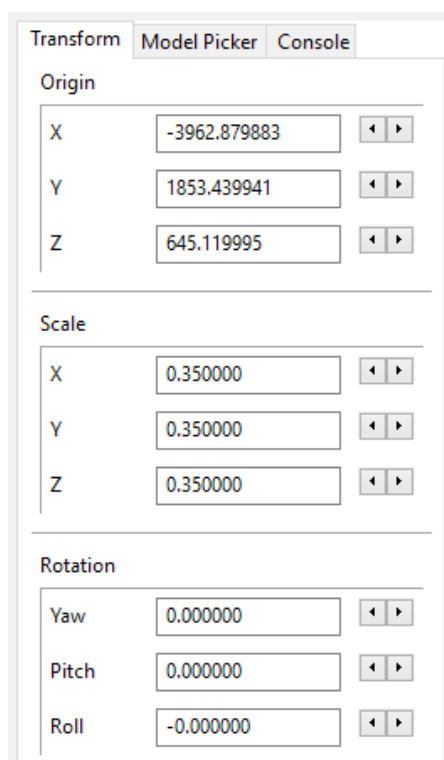 Transform Model Picker Console
Origin
X -3962.879883
Y 1853.439941
Z 645.119995
Scale
X 0.350000
Y 0.350000
Z 0.350000
Rotation
Yaw 0.000000
Pitch 0.000000
Roll -0.000000